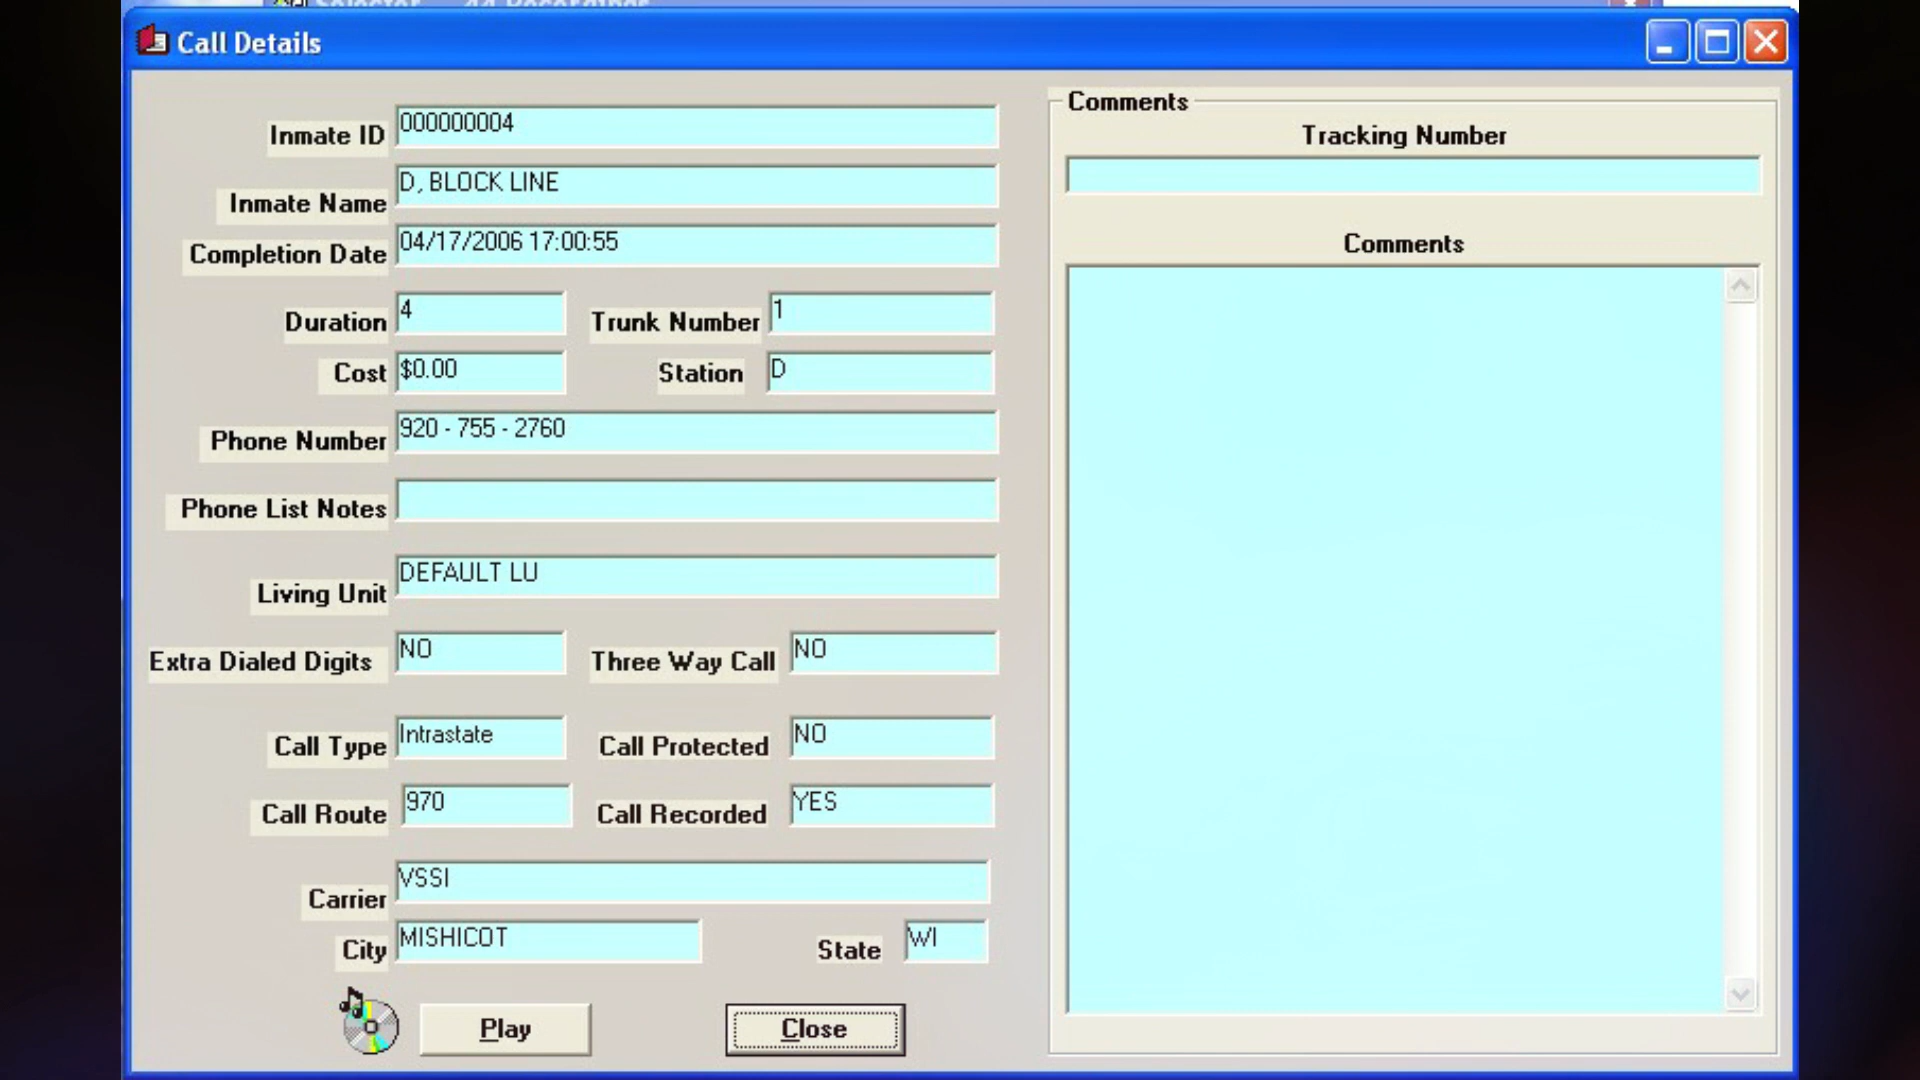 Selector 44 Recordings
Call Details
Inmate ID 000000004
Inmate Name D, BLOCK LINE
Completion Date 04/17/2006 17:00:55
Duration 4 Trunk Number 1
Cost $0.00 Station D
Phone Number 920 - 755 - 2760
Phone List Notes
Living Unit DEFAULT LU
Extra Dialed Digits NO Three Way Call NO
Call Type Intrastate Call Protected NO
Call Route 970 Call Recorded YES
Carrier VSSI
City MISHICOT State WI
Play Close
Comments
Tracking Number
Comments